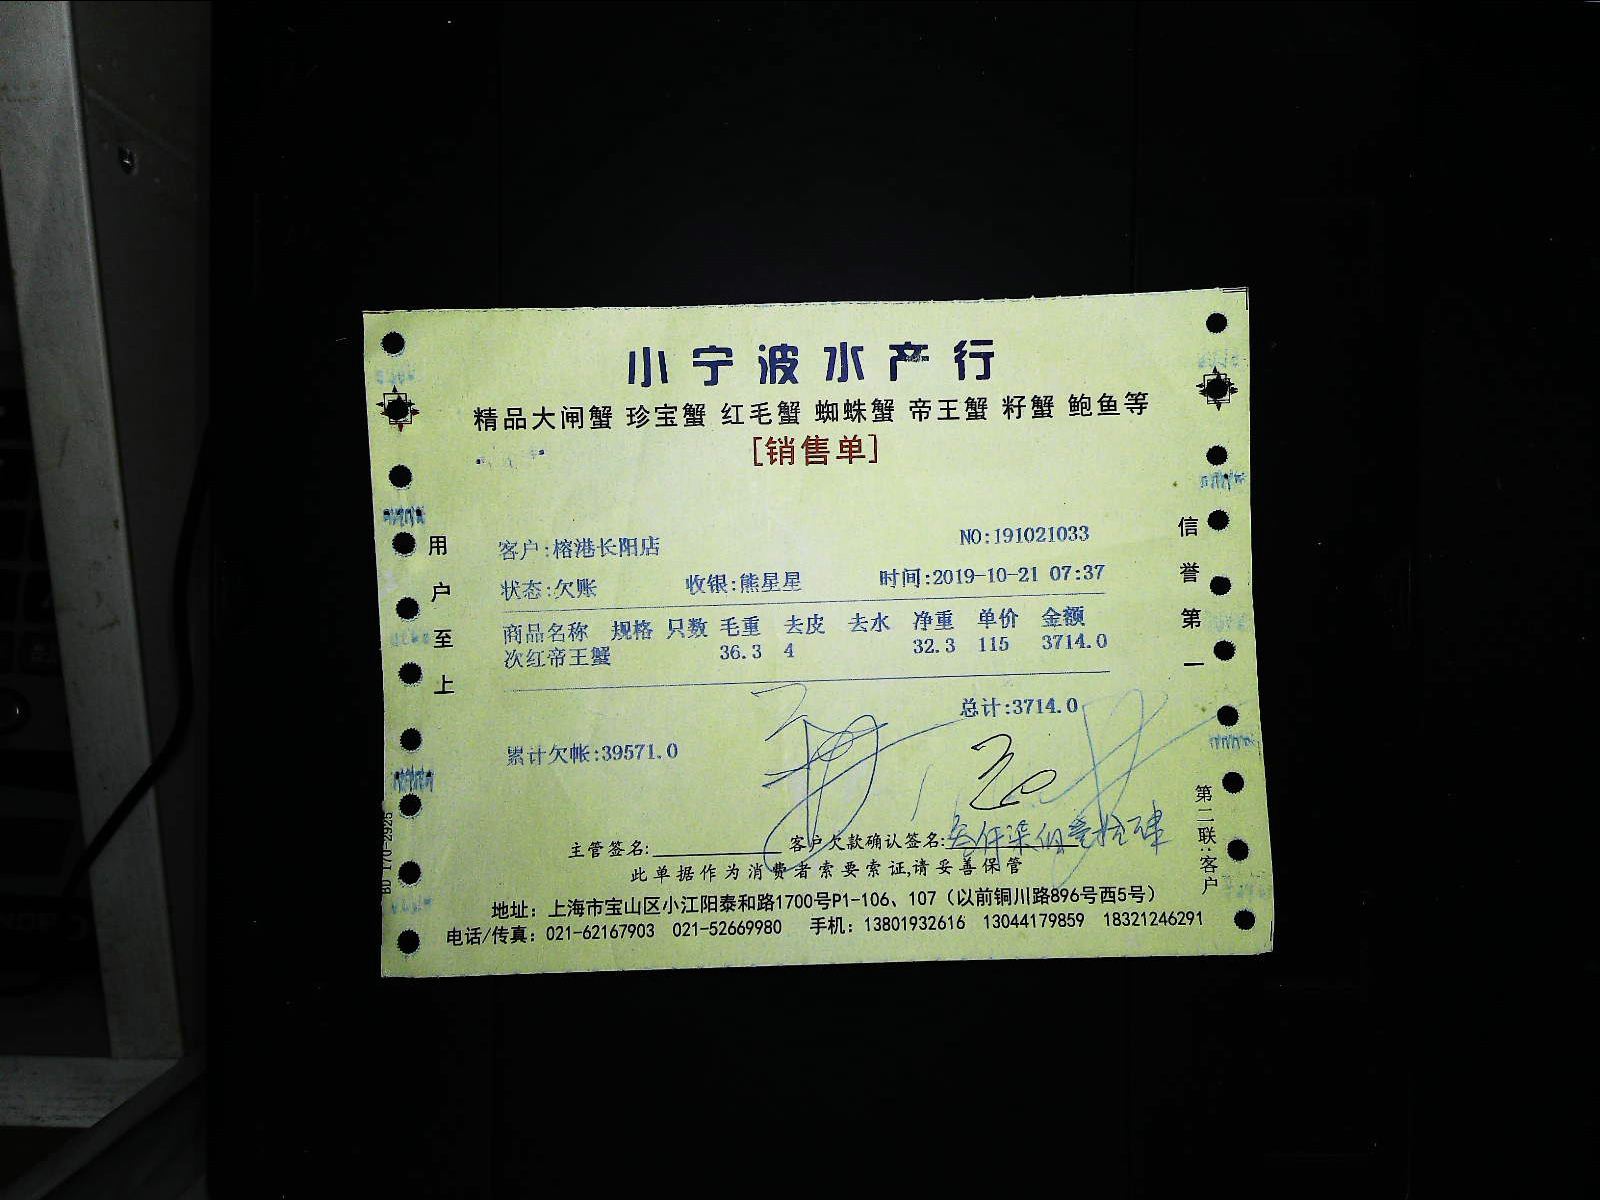 小宁波水产行
精品大闸蟹 珍宝蟹 红毛蟹 蜘蛛蟹 帝王蟹 籽蟹 鲍鱼等
[销售单]
客户:榕港长阳店 NO:191021033
状态:欠账 收银:熊星星 时间:2019-10-21 07:37
商品名称 规格 只数 毛重 去皮 去水 净重 单价 金额
次红帝王蟹 36.3 4 32.3 115 3714.0
总计:3714.0
累计欠帐:39571.0
主管签名: 客户欠款确认签名:叁仟柒佰壹拾肆
此单据作为消费者索要索证,请妥善保管
地址：上海市宝山区小江阳泰和路1700号P1-106、107（以前铜川路896号西5号）
电话/传真：021-62167903 021-52669980 手机：13801932616 13044179859 18321246291
用户至上
信誉第一
第二联:客户